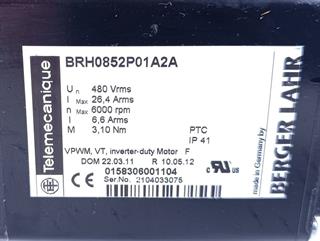 Telemecanique
BRH0852P01A2A
U n 480 Vrms
I Max 26,4 Arms
n Max 6000 rpm
I n 6,6 Arms
M n 3,10 Nm PTC
IP 41
VPWM, VT, inverter-duty Motor F
DOM 22.03.11 R 10.05.12
0158306001104
Ser.No. 2104033075
CE
c UL us
made in Germany
BERGER LAHR